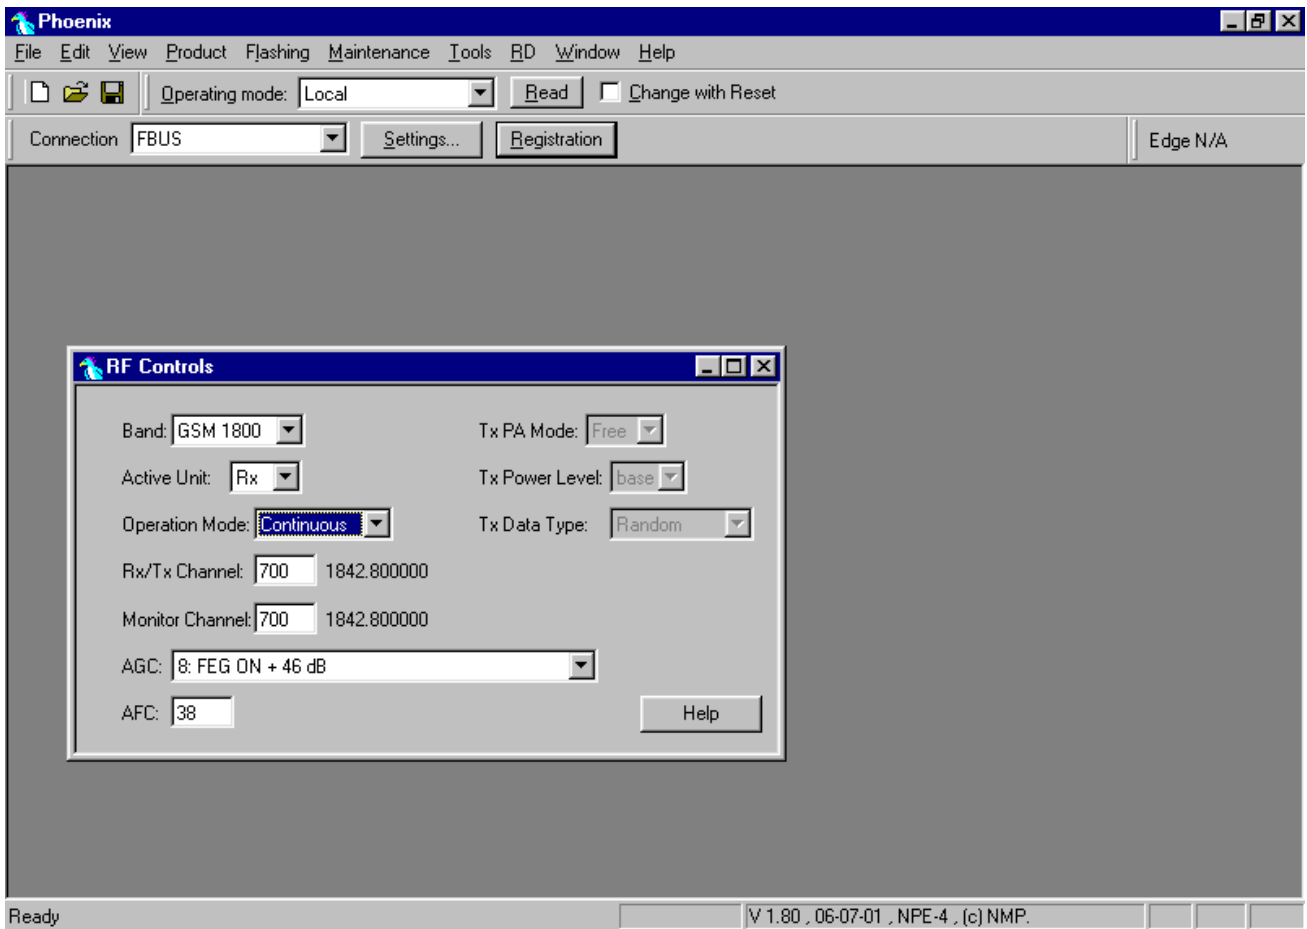 Phoenix
File Edit View Product Flashing Maintenance Tools RD Window Help
Operating mode: Local Read Change with Reset
Connection FBUS Settings... Registration Edge N/A
RF Controls
Band: GSM 1800 Tx PA Mode: Free
Active Unit: Rx Tx Power Level: base
Operation Mode: Continuous Tx Data Type: Random
Rx/Tx Channel: 700 1842.800000
Monitor Channel: 700 1842.800000
AGC: 8: FEG ON + 46 dB
AFC: 38 Help
Ready V 1.80 , 06-07-01 , NPE-4 , (c) NMP.